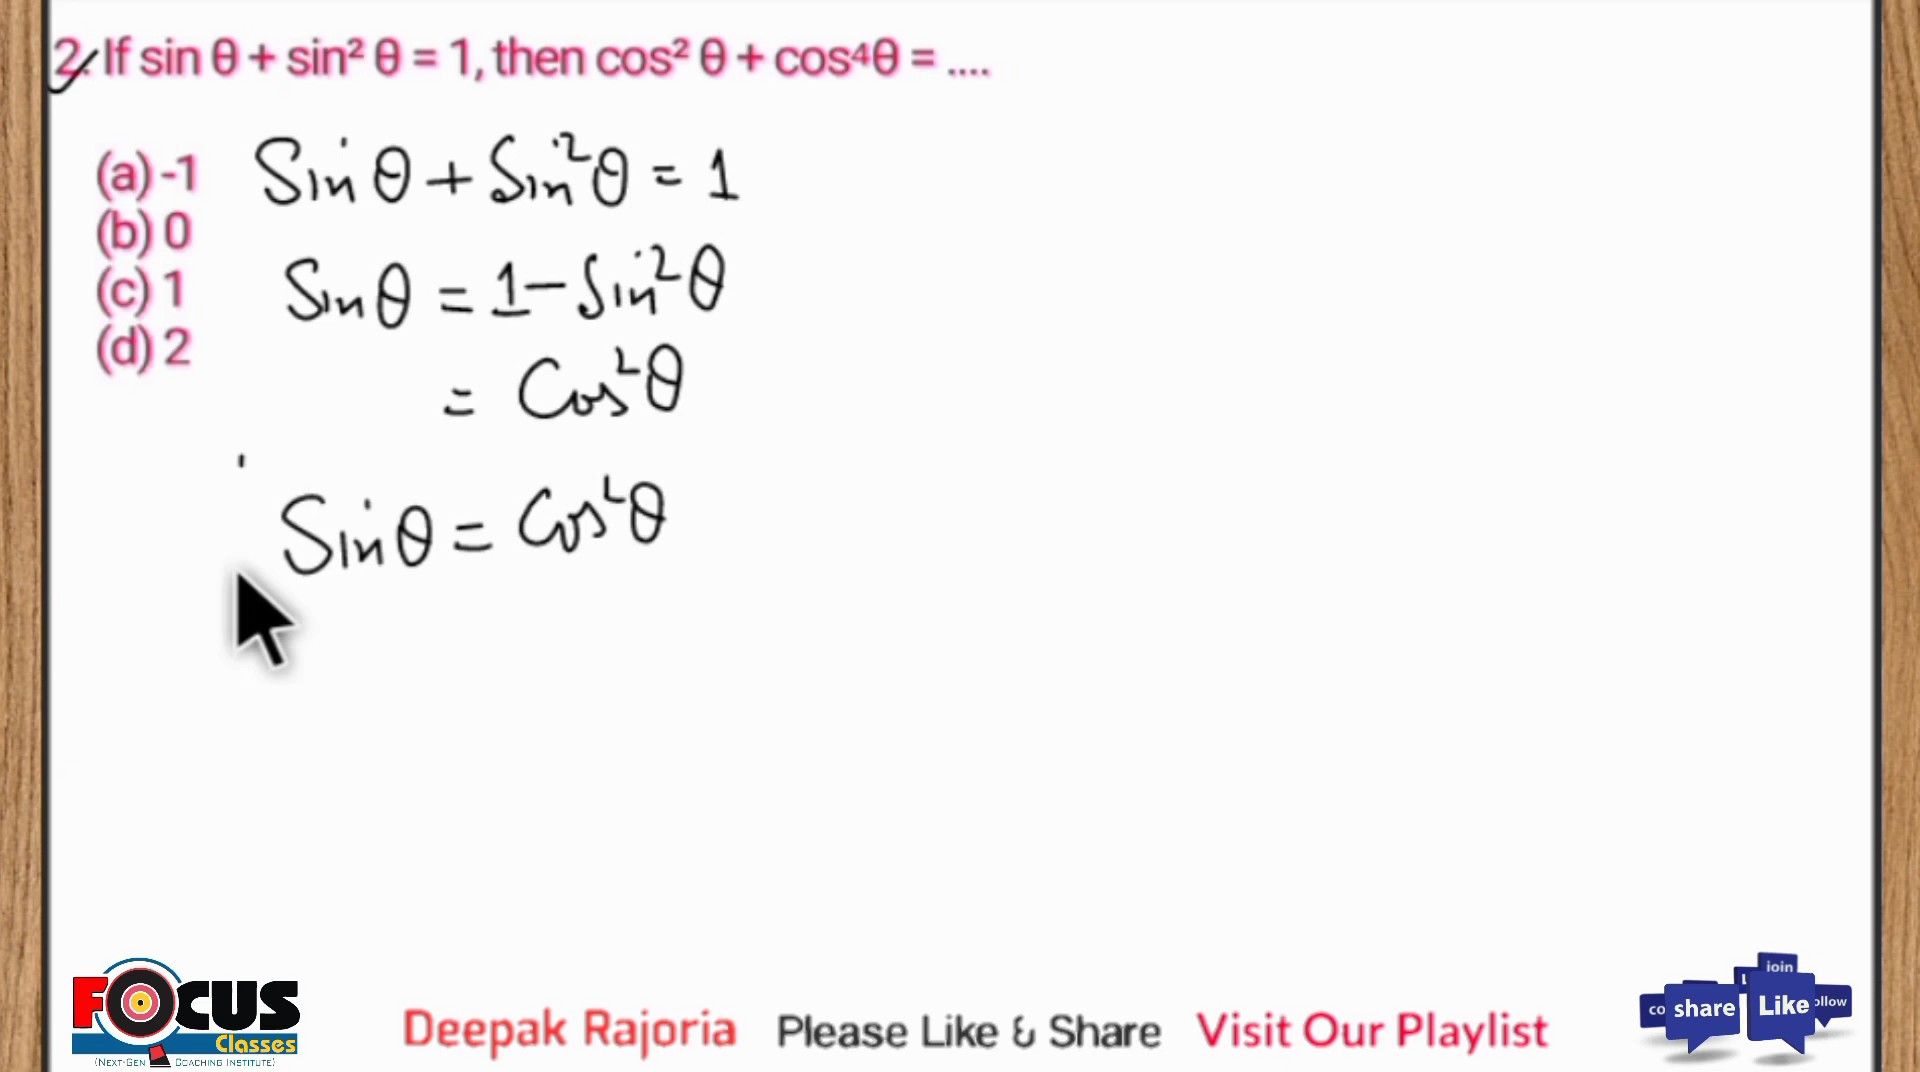 2. If sin θ + sin² θ = 1, then cos² θ + cos4θ = ....
(a) -1
(b) 0
(c) 1
(d) 2
Sin θ + Sin²θ = 1
Sin θ = 1 - Sin²θ
= Cos²θ
Sin θ = Cos²θ
FOCUS
Classes
(NEXT-GEN COACHING INSTITUTE)
Deepak Rajoria Please Like & Share Visit Our Playlist
join
co share Like ollow